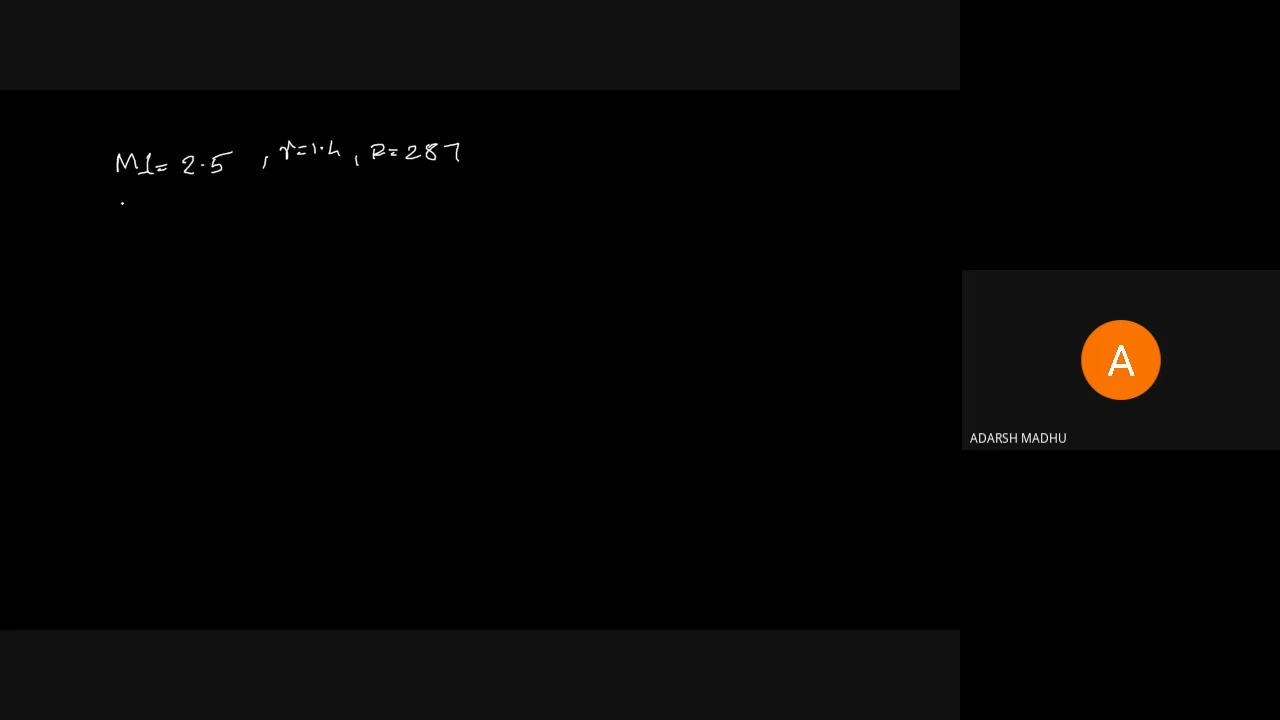 M1= 2.5 , γ=1.4 , R=287
A
ADARSH MADHU